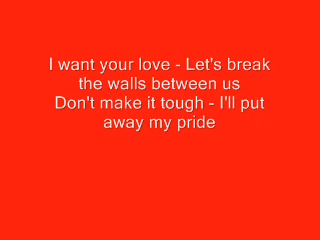 I want your love - Let's break
the walls between us
Don't make it tough - I'll put
away my pride